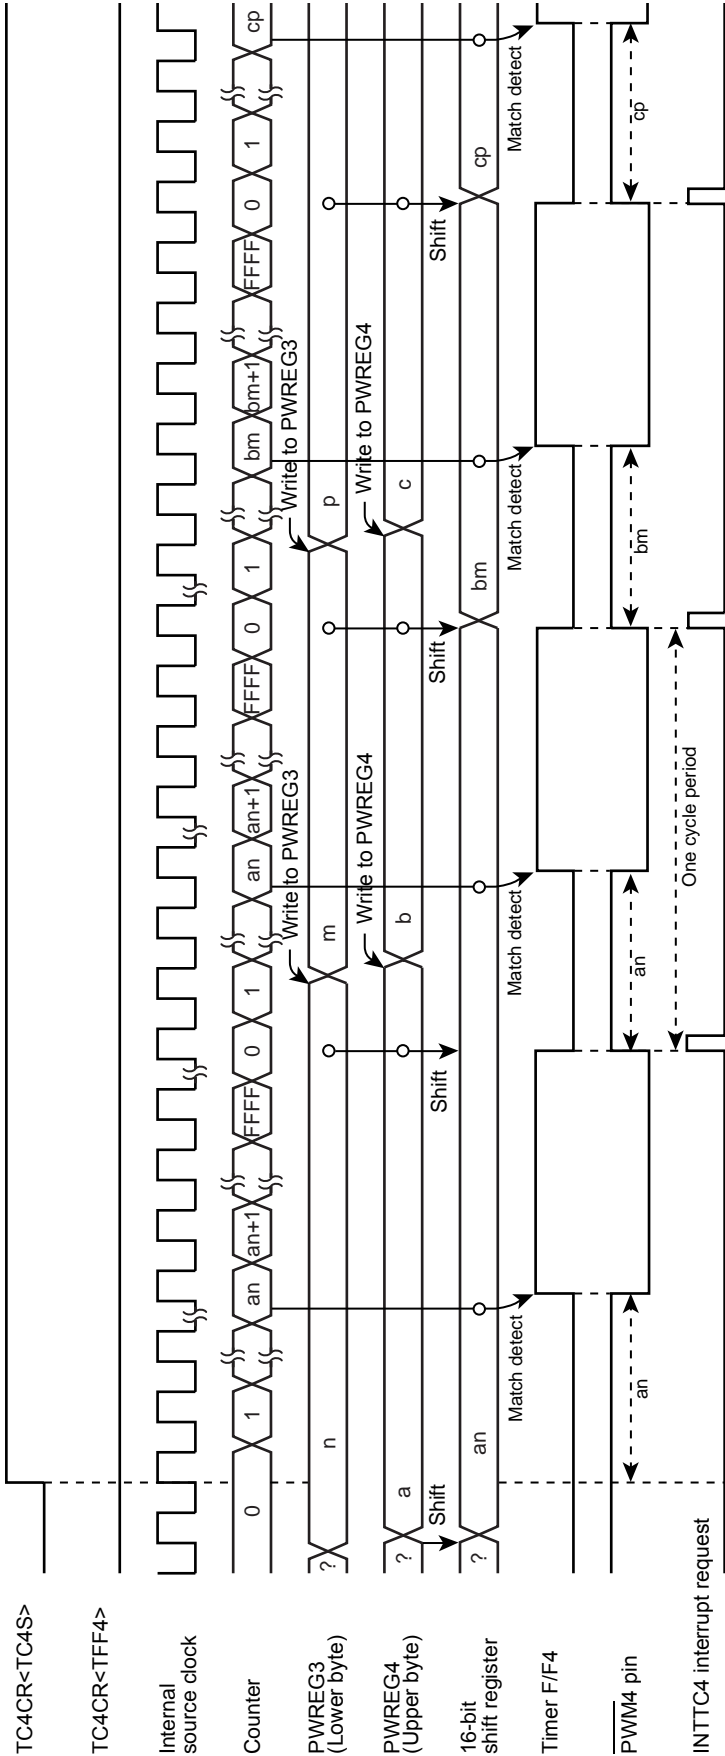 TC4CR<TC4S>
TC4CR<TFF4>
Internal
source clock
Counter 0 1 an an+1 FFFF 0 1 an an+1 FFFF 0 1 bm bm+1 FFFF 0 1 cp
Write to PWREG3 Write to PWREG3
PWREG3
(Lower byte) ? n m p
Write to PWREG4 Write to PWREG4
PWREG4
(Upper byte) ? a b c
Shift Shift Shift Shift
16-bit
shift register ? an bm cp
Match detect Match detect Match detect Match detect
Timer F/F4
PWM4 pin an an bm cp
One cycle period
INTTC4 interrupt request